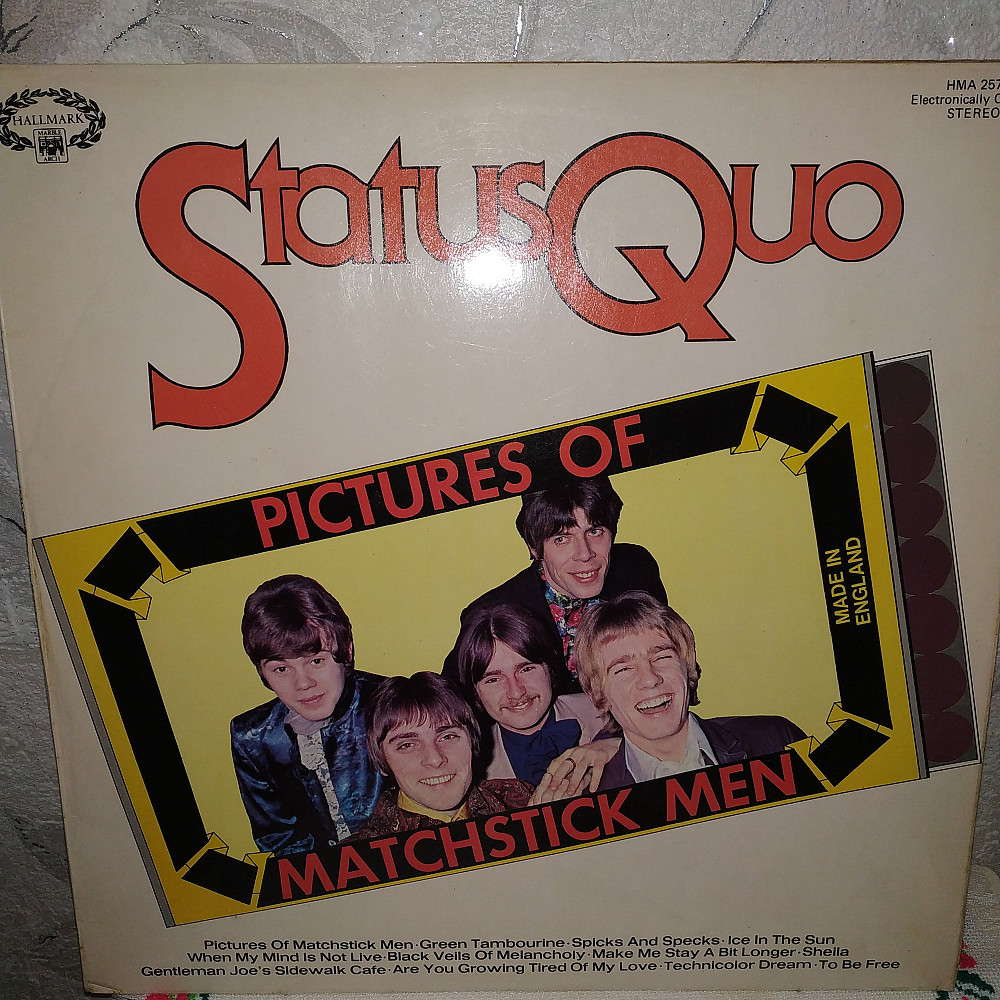 HALLMARK
MARBLE
ARCH
HMA 257
Electronically
STEREO
Status Quo
PICTURES OF
MADE IN
ENGLAND
MATCHSTICK MEN
Pictures Of Matchstick Men·Green Tambourine·Spicks And Specks·Ice In The Sun
When My Mind Is Not Live·Black Veils Of Melancholy·Make Me Stay A Bit Longer·Sheila
Gentleman Joe's Sidewalk Cafe·Are You Growing Tired Of My Love·Technicolor Dream·To Be Free